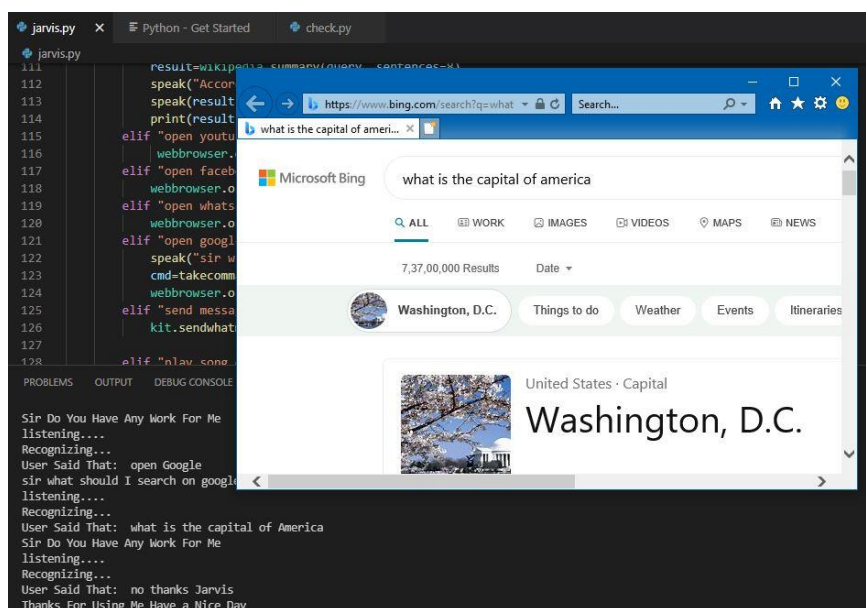 jarvis.py
Python - Get Started
check.py
jarvis.py
111 result=wikipedia.summary(query, sentences=8)
112 speak("Accor
113 speak(result
114 print(result
115 elif "open youtu
116 webbrowser.
117 elif "open faceb
118 webbrowser.o
119 elif "open whats
120 webbrowser.o
121 elif "open googl
122 speak("sir w
123 cmd=takecomm
124 webbrowser.o
125 elif "send messa
126 kit.sendwhat
127
128 elif "play song
https://www.bing.com/search?q=what
Search...
what is the capital of ameri...
Microsoft Bing
what is the capital of america
ALL WORK IMAGES VIDEOS MAPS NEWS
7,37,00,000 Results Date
Washington, D.C. Things to do Weather Events Itineraries
United States · Capital
Washington, D.C.
PROBLEMS OUTPUT DEBUG CONSOLE
Sir Do You Have Any Work For Me
listening....
Recognizing...
User Said That: open Google
sir what should I search on google
listening....
Recognizing...
User Said That: what is the capital of America
Sir Do You Have Any Work For Me
listening....
Recognizing...
User Said That: no thanks Jarvis
Thanks For Using Me Have a Nice Day